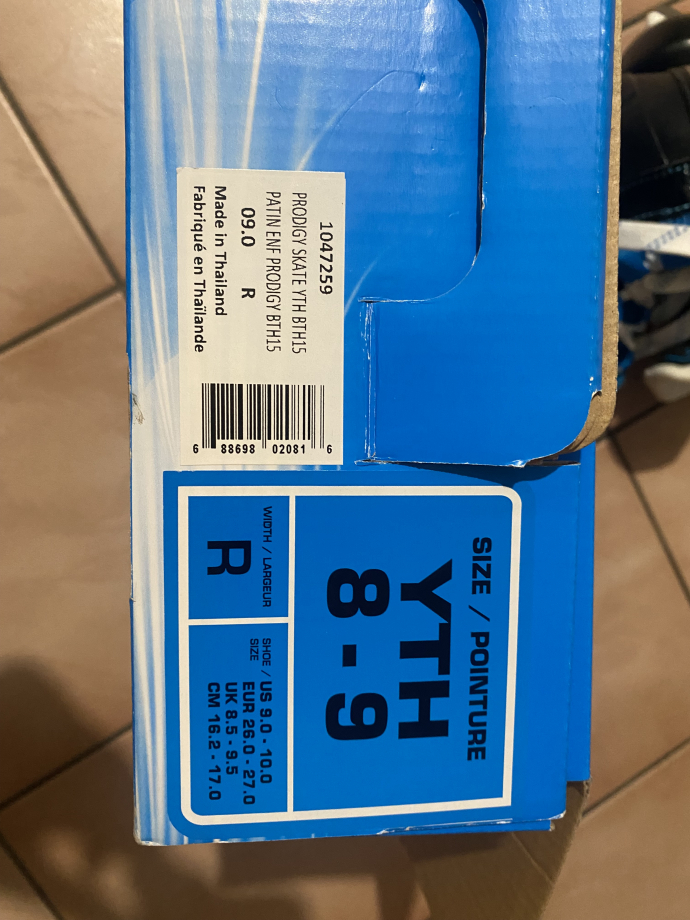 1047259
PRODIGY SKATE YTH BTH15
PATIN ENF PRODIGY BTH15
09.0 R
Made in Thailand
Fabriqué en Thaïlande
6 88698 02081 6
SIZE / POINTURE
YTH
8 - 9
WIDTH / LARGEUR
R
SHOE / SIZE
US 9.0 - 10.0
EUR 26.0 - 27.0
UK 8.5 - 9.5
CM 16.2 - 17.0